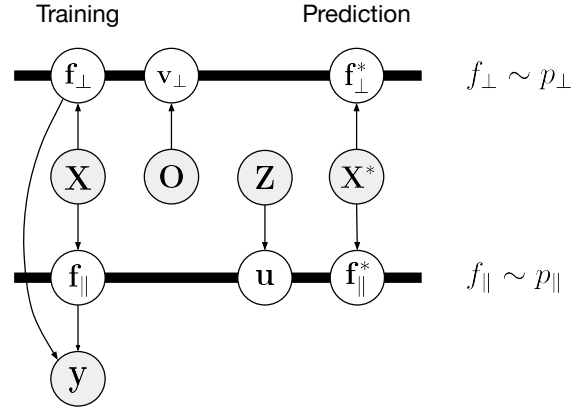 Training Prediction
f⊥ v⊥ f⊥* f⊥ ∼ p⊥
X O Z X*
f∥ u f∥* f∥ ∼ p∥
y